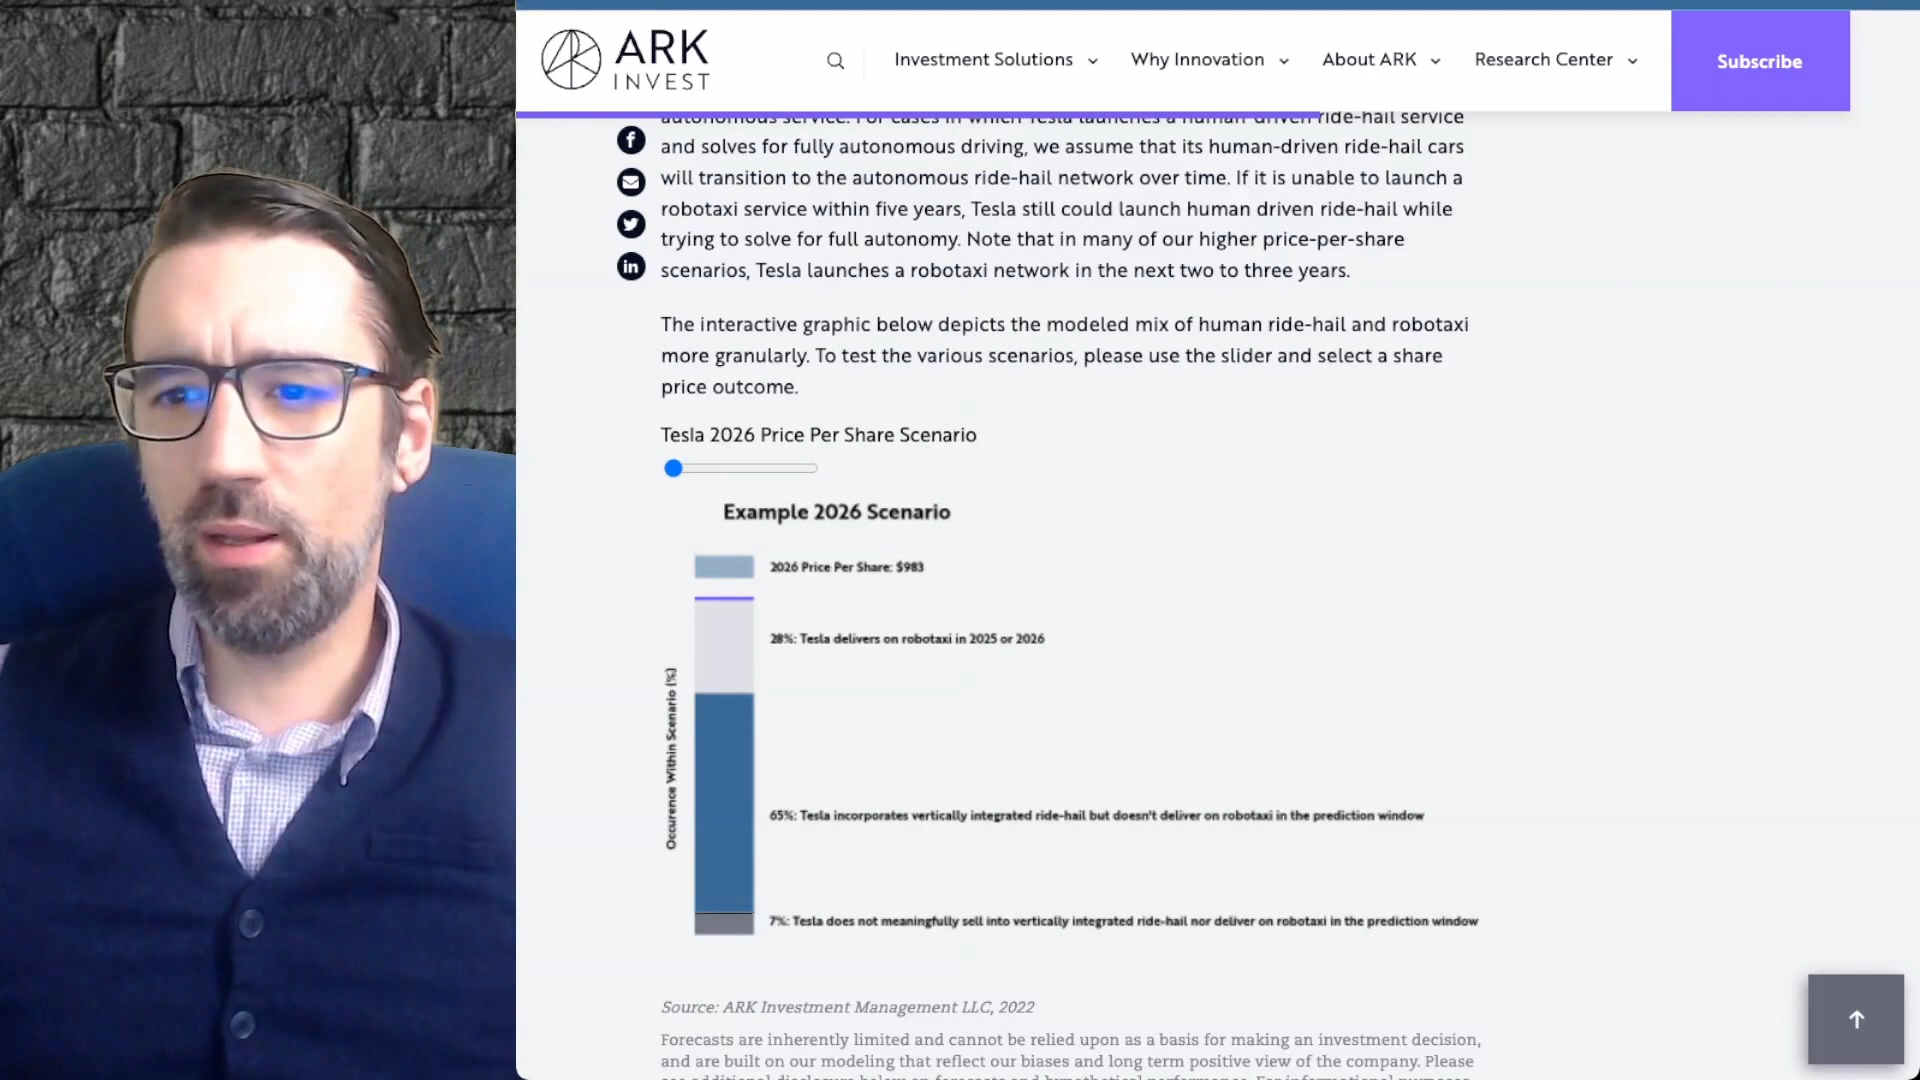 ARK
INVEST
Investment Solutions
Why Innovation
About ARK
Research Center
Subscribe
autonomous service. For cases in which Tesla launches a human-driven ride-hail service
and solves for fully autonomous driving, we assume that its human-driven ride-hail cars
will transition to the autonomous ride-hail network over time. If it is unable to launch a
robotaxi service within five years, Tesla still could launch human driven ride-hail while
trying to solve for full autonomy. Note that in many of our higher price-per-share
scenarios, Tesla launches a robotaxi network in the next two to three years.
The interactive graphic below depicts the modeled mix of human ride-hail and robotaxi
more granularly. To test the various scenarios, please use the slider and select a share
price outcome.
Tesla 2026 Price Per Share Scenario
Example 2026 Scenario
2026 Price Per Share: $983
28%: Tesla delivers on robotaxi in 2025 or 2026
Occurence Within Scenario (%)
65%: Tesla incorporates vertically integrated ride-hail but doesn't deliver on robotaxi in the prediction window
7%: Tesla does not meaningfully sell into vertically integrated ride-hail nor deliver on robotaxi in the prediction window
Source: ARK Investment Management LLC, 2022
Forecasts are inherently limited and cannot be relied upon as a basis for making an investment decision,
and are built on our modeling that reflect our biases and long term positive view of the company. Please